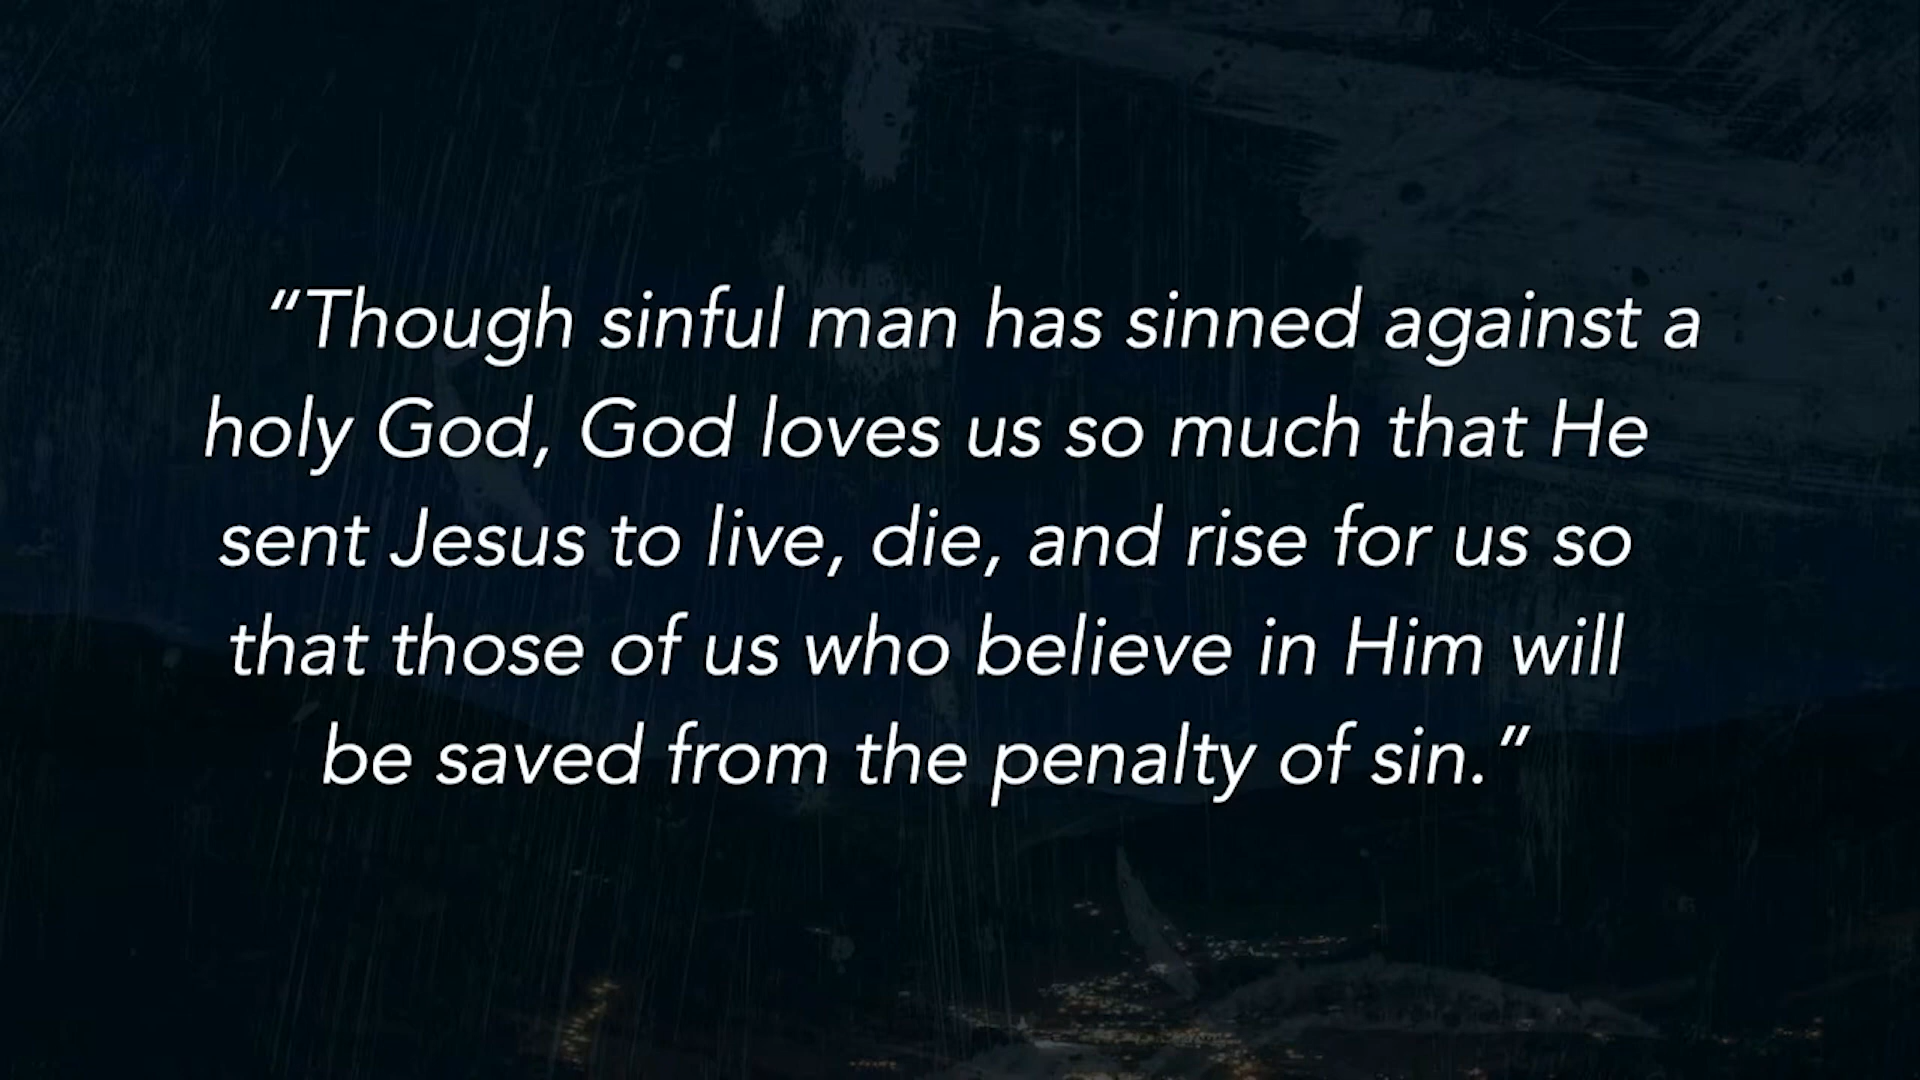 “Though sinful man has sinned against a
holy God, God loves us so much that He
sent Jesus to live, die, and rise for us so
that those of us who believe in Him will
be saved from the penalty of sin.”